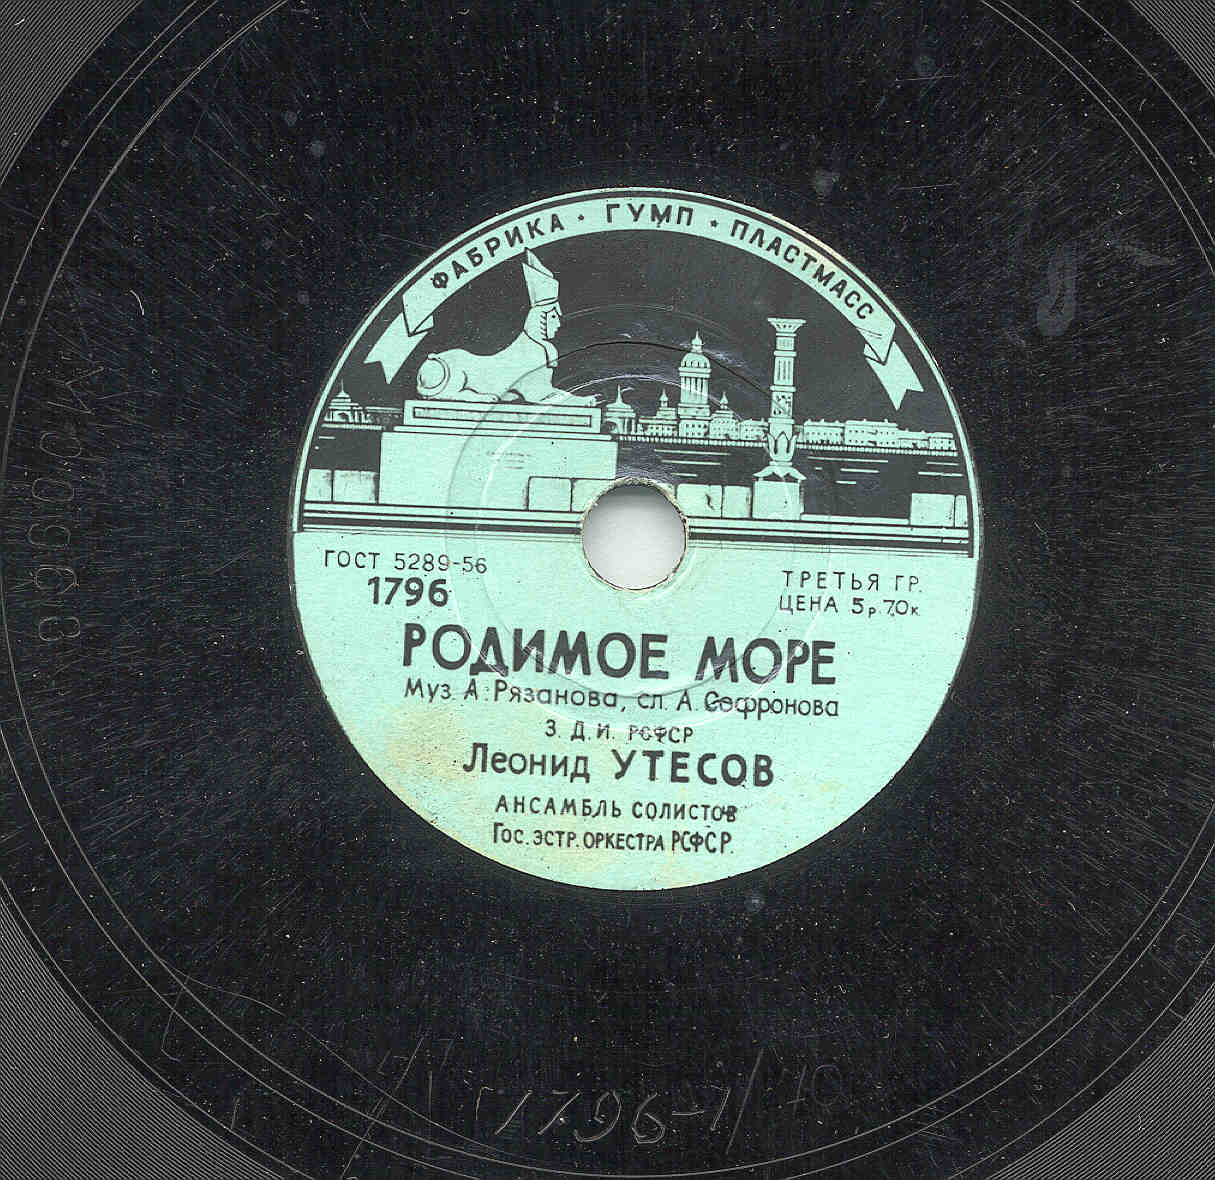 ФАБРИКА · ГУМП · ПЛАСТМАСС
ГОСТ 5289-56
1796
ТРЕТЬЯ ГР.
ЦЕНА 5р.70к
РОДИМОЕ МОРЕ
Муз. А. Рязанова, сл. А. Софронова
З. Д. И. РСФСР
Леонид УТЕСОВ
АНСАМБЛЬ СОЛИСТОВ
Гос. эстр. оркестра РСФСР.
1796-1/